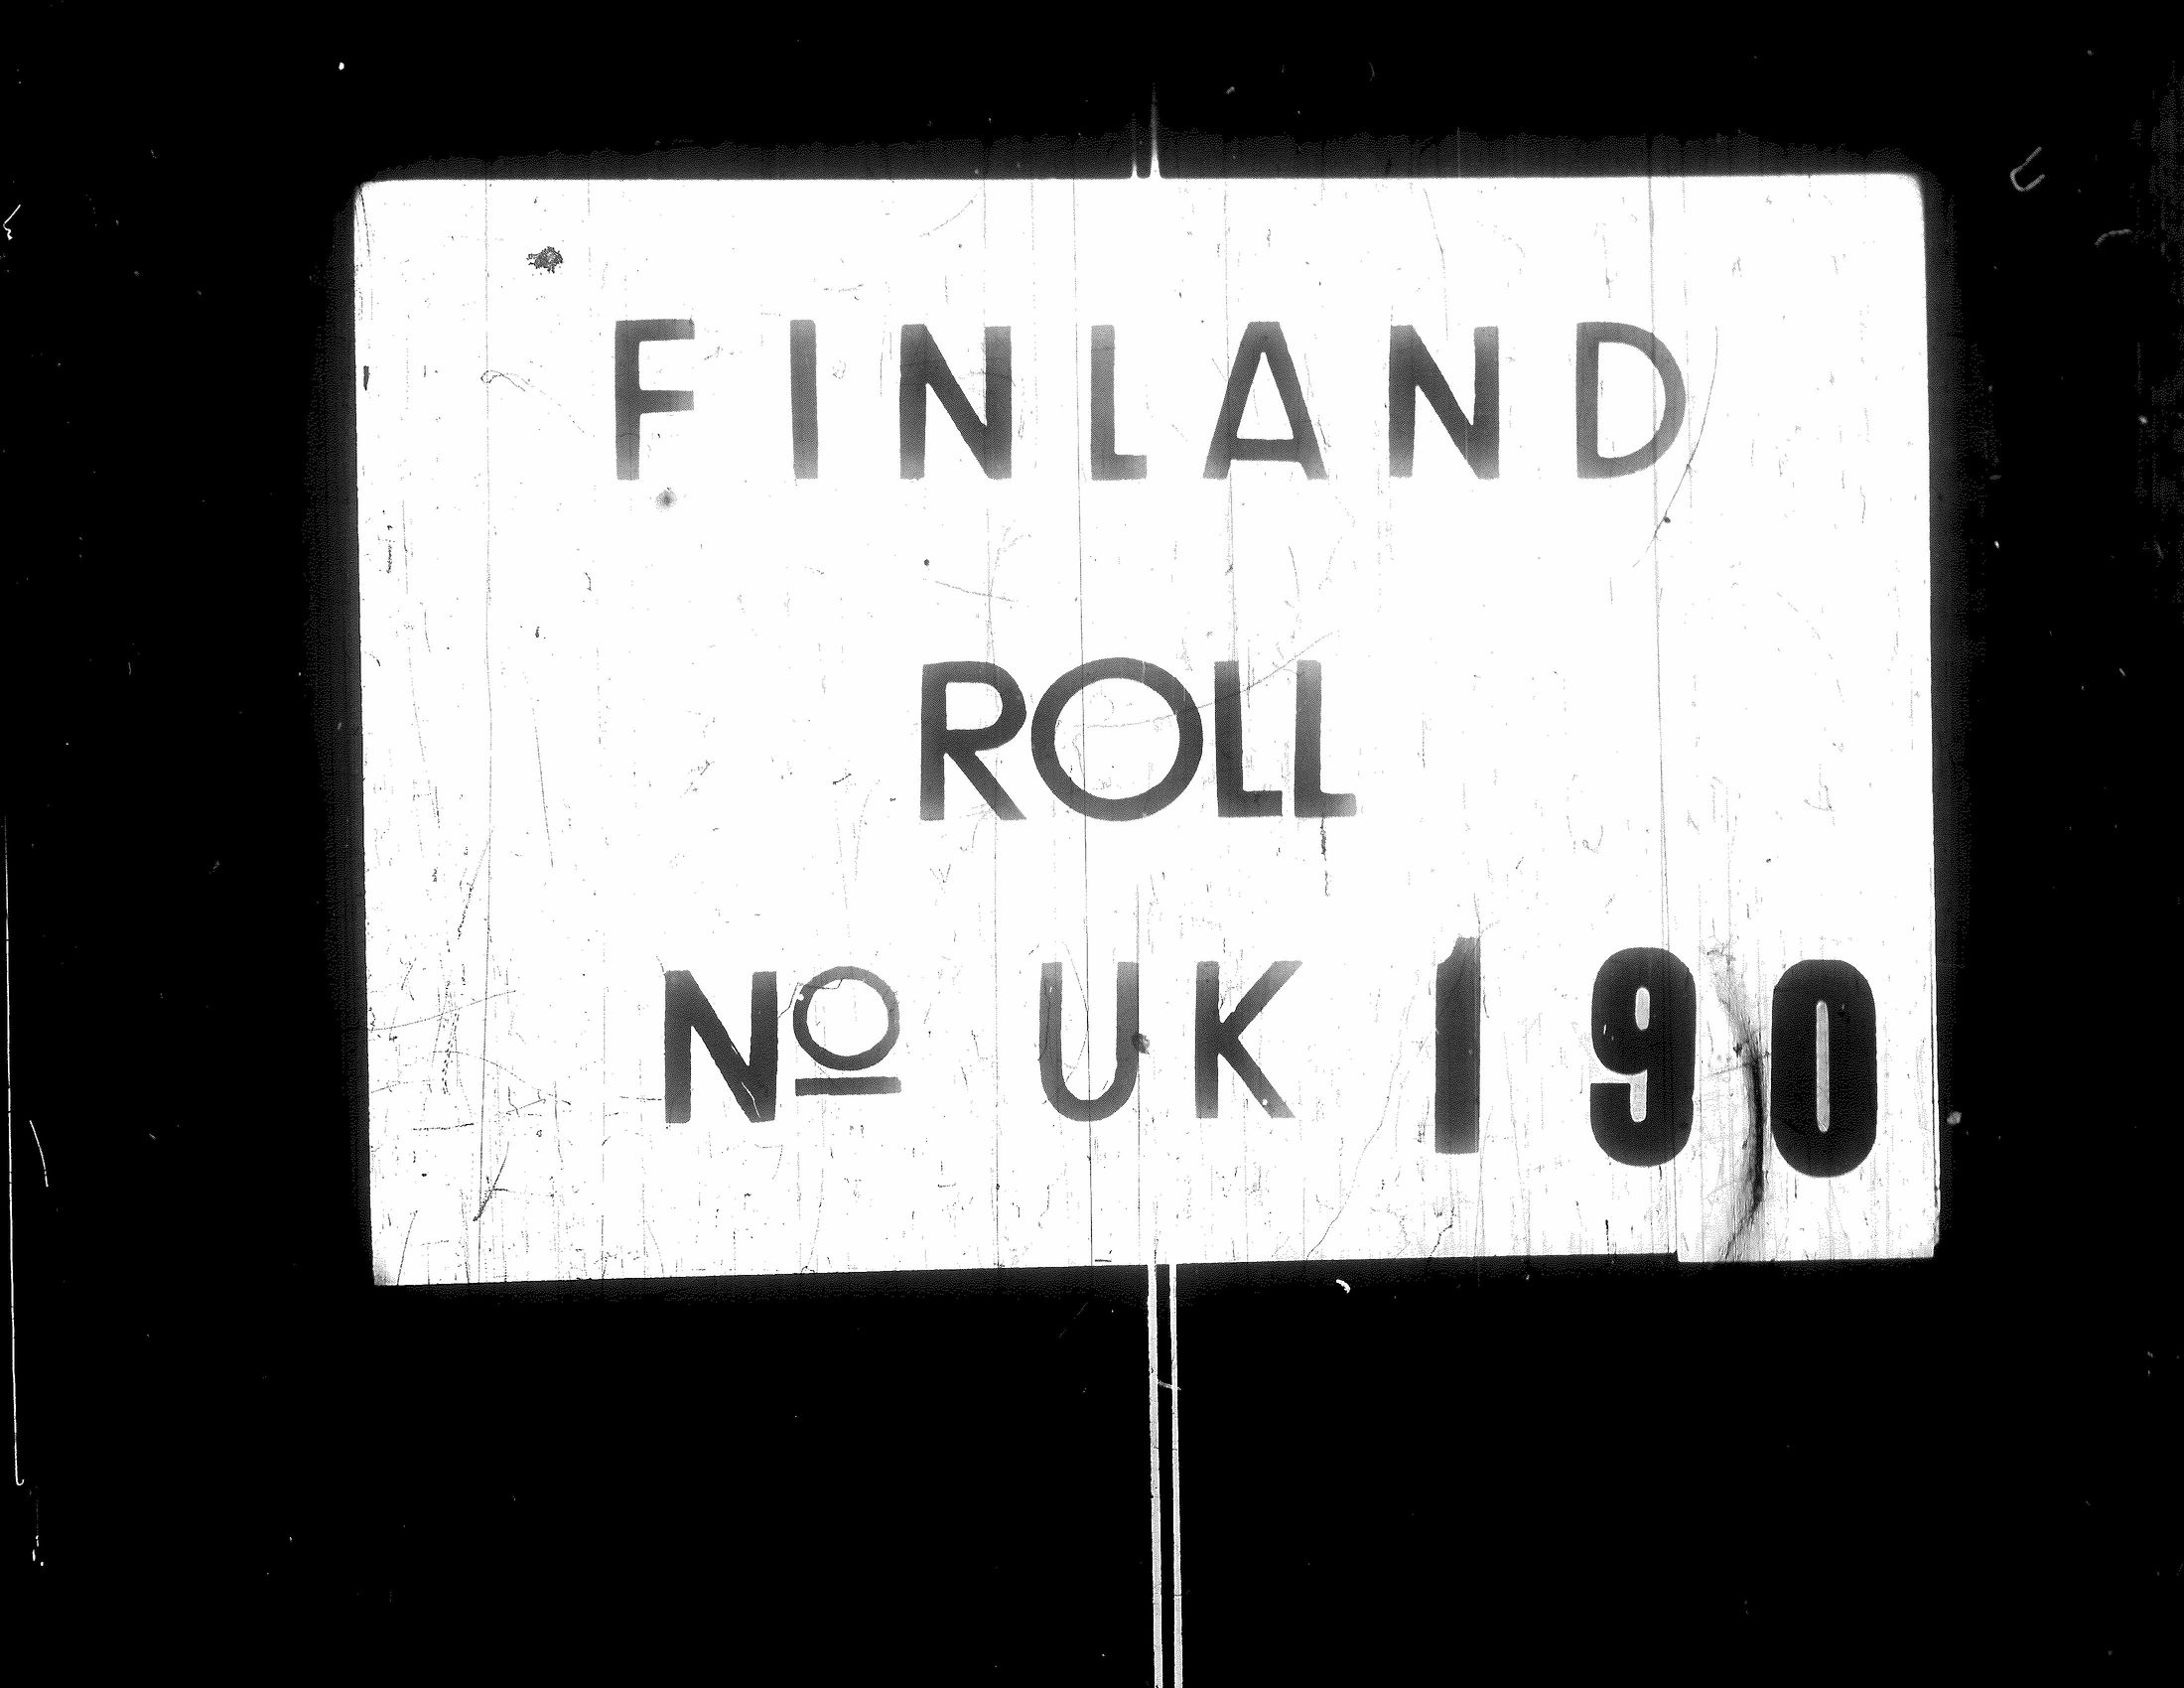 FINLAND
ROLL
Nº UK 190